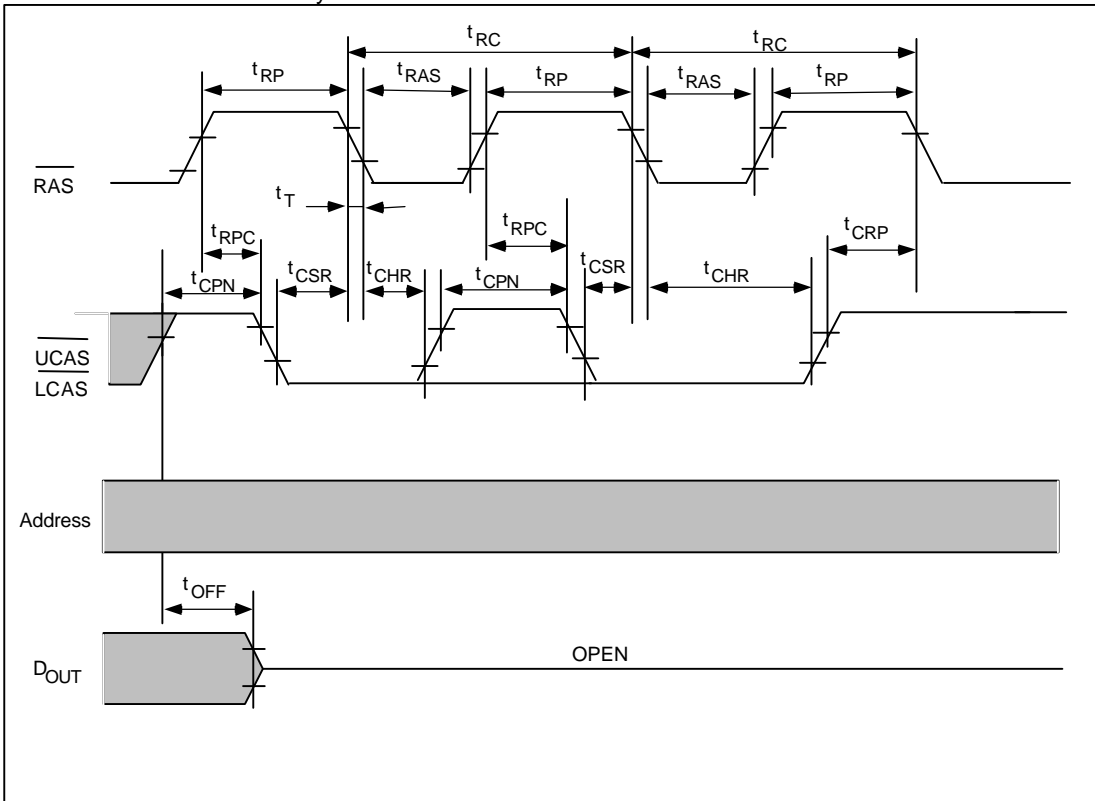 tRC tRC
tRP tRAS tRP tRAS tRP
RAS
tT
tRPC tRPC tCRP
tCPN tCSR tCHR tCPN tCSR tCHR
UCAS
LCAS
Address
tOFF
DOUT OPEN